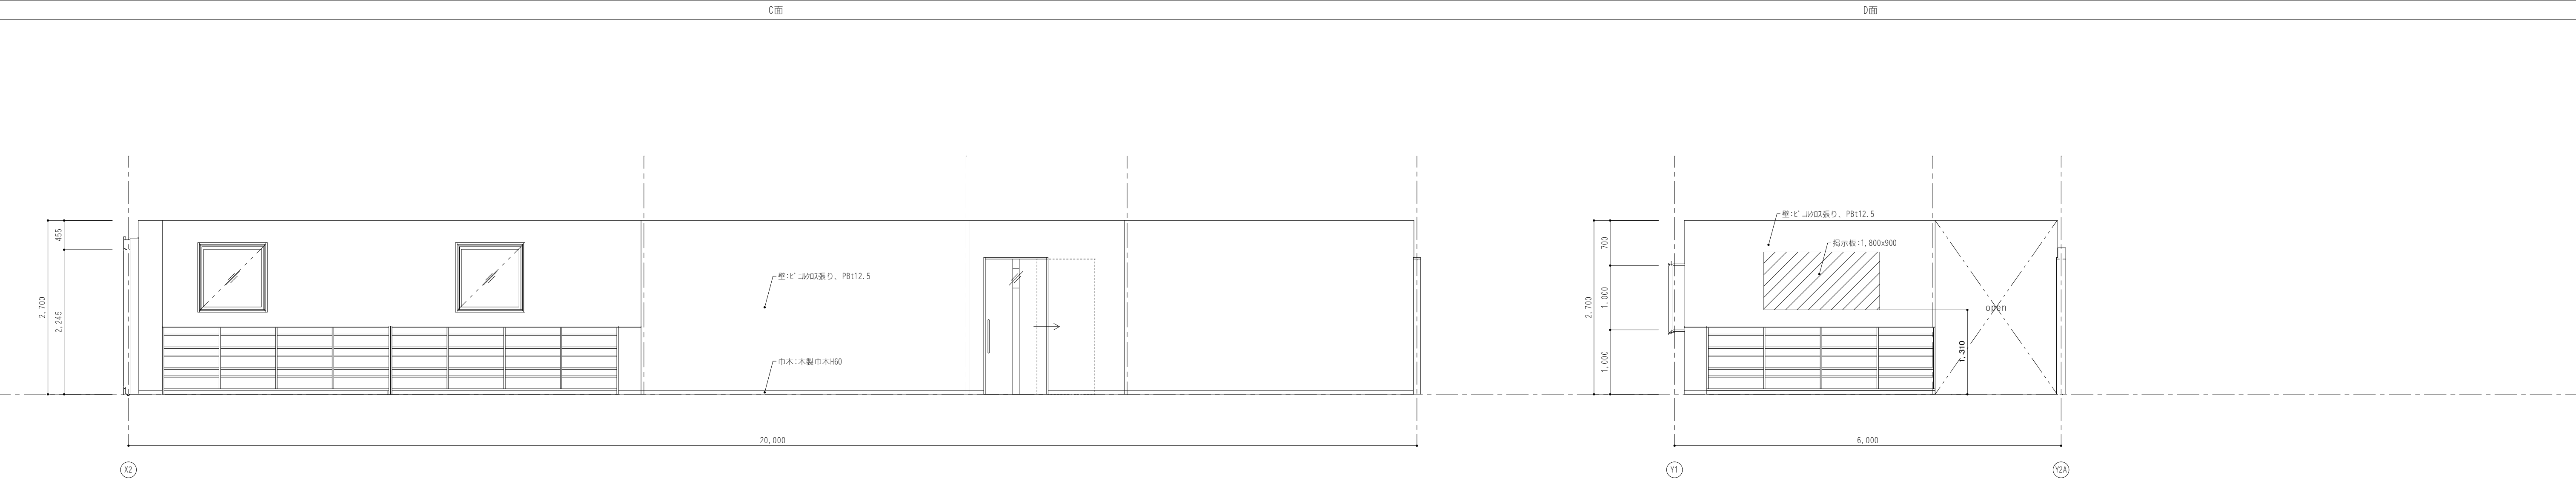 C面
D面
455
2,245
2,700
壁:ﾋﾞﾆﾙｸﾛｽ張り, PBt12.5
巾木:木製巾木H60
20,000
X2
壁:ﾋﾞﾆﾙｸﾛｽ張り, PBt12.5
掲示板:1,800x900
700
1,000
1,000
2,700
open
1,310
6,000
Y1
Y2A